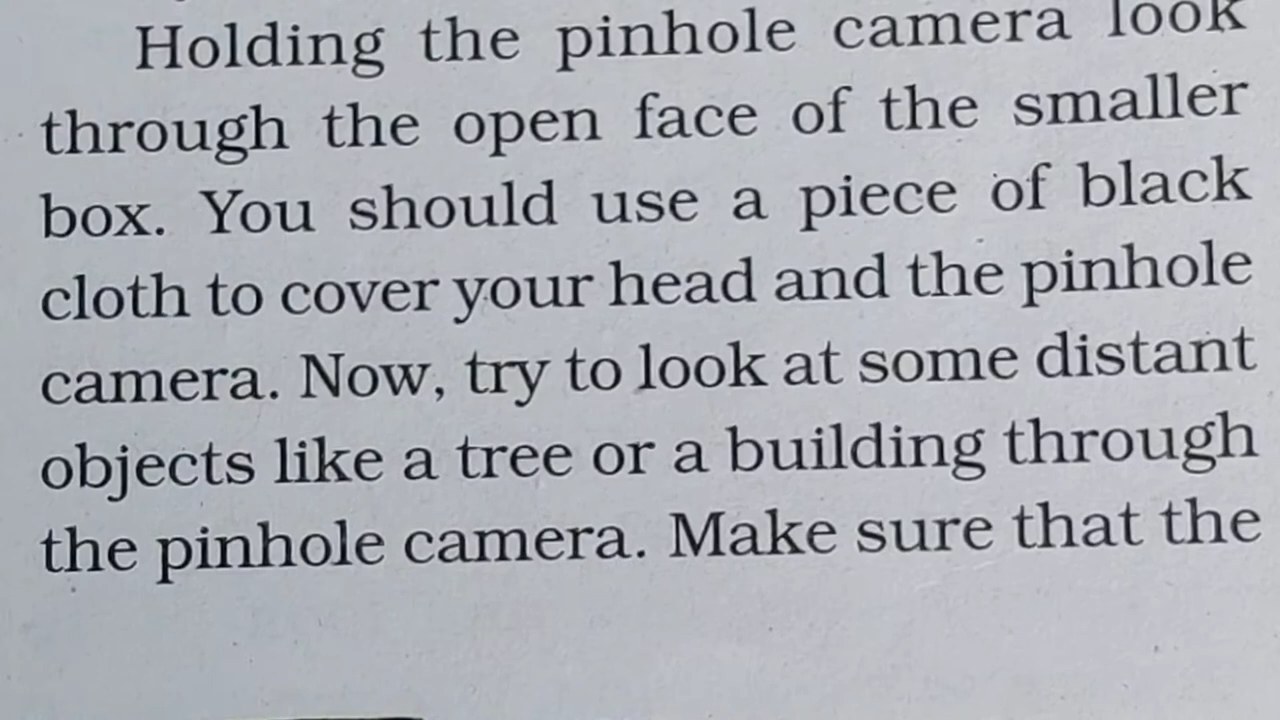 Holding the pinhole camera look
through the open face of the smaller
box. You should use a piece of black
cloth to cover your head and the pinhole
camera. Now, try to look at some distant
objects like a tree or a building through
the pinhole camera. Make sure that the